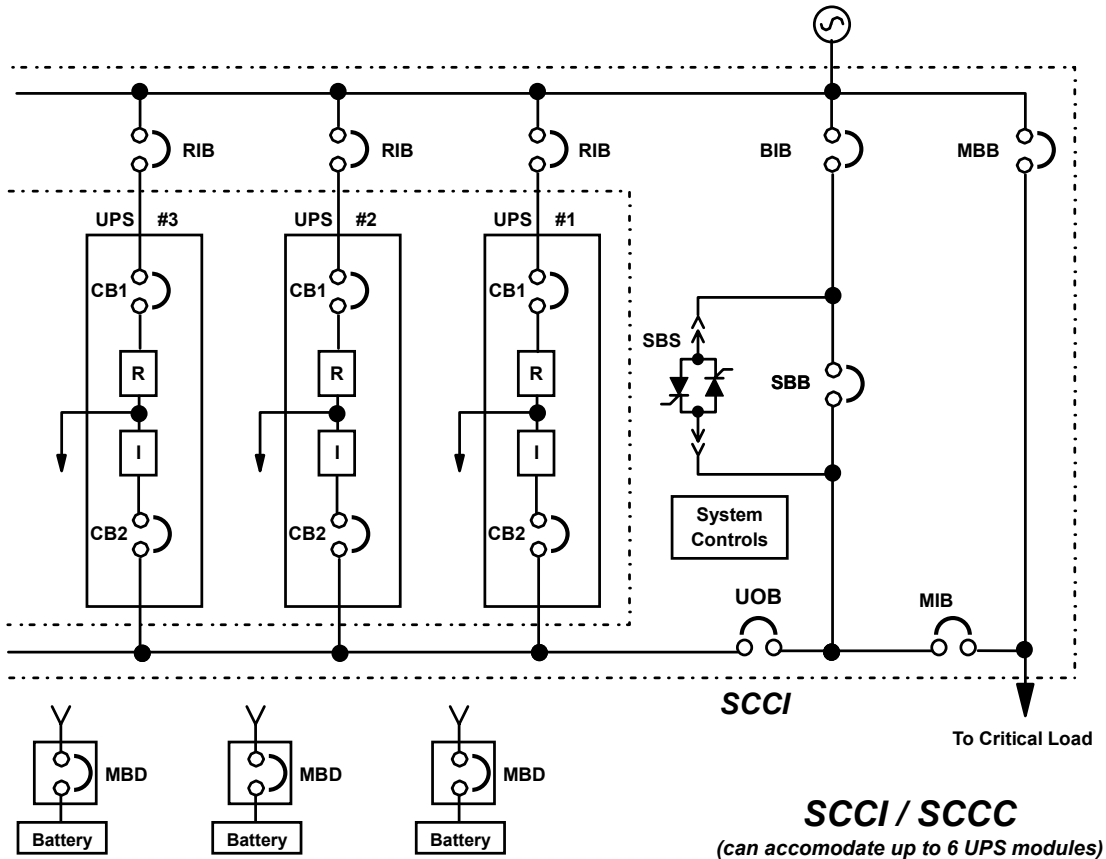 RIB
RIB
RIB
BIB
MBB
UPS #3
UPS #2
UPS #1
CB1
CB1
CB1
SBS
R
R
R
SBB
I
I
I
CB2
CB2
CB2
System
Controls
UOB
MIB
SCCI
To Critical Load
MBD
MBD
MBD
Battery
Battery
Battery
SCCI / SCCC
(can accomodate up to 6 UPS modules)